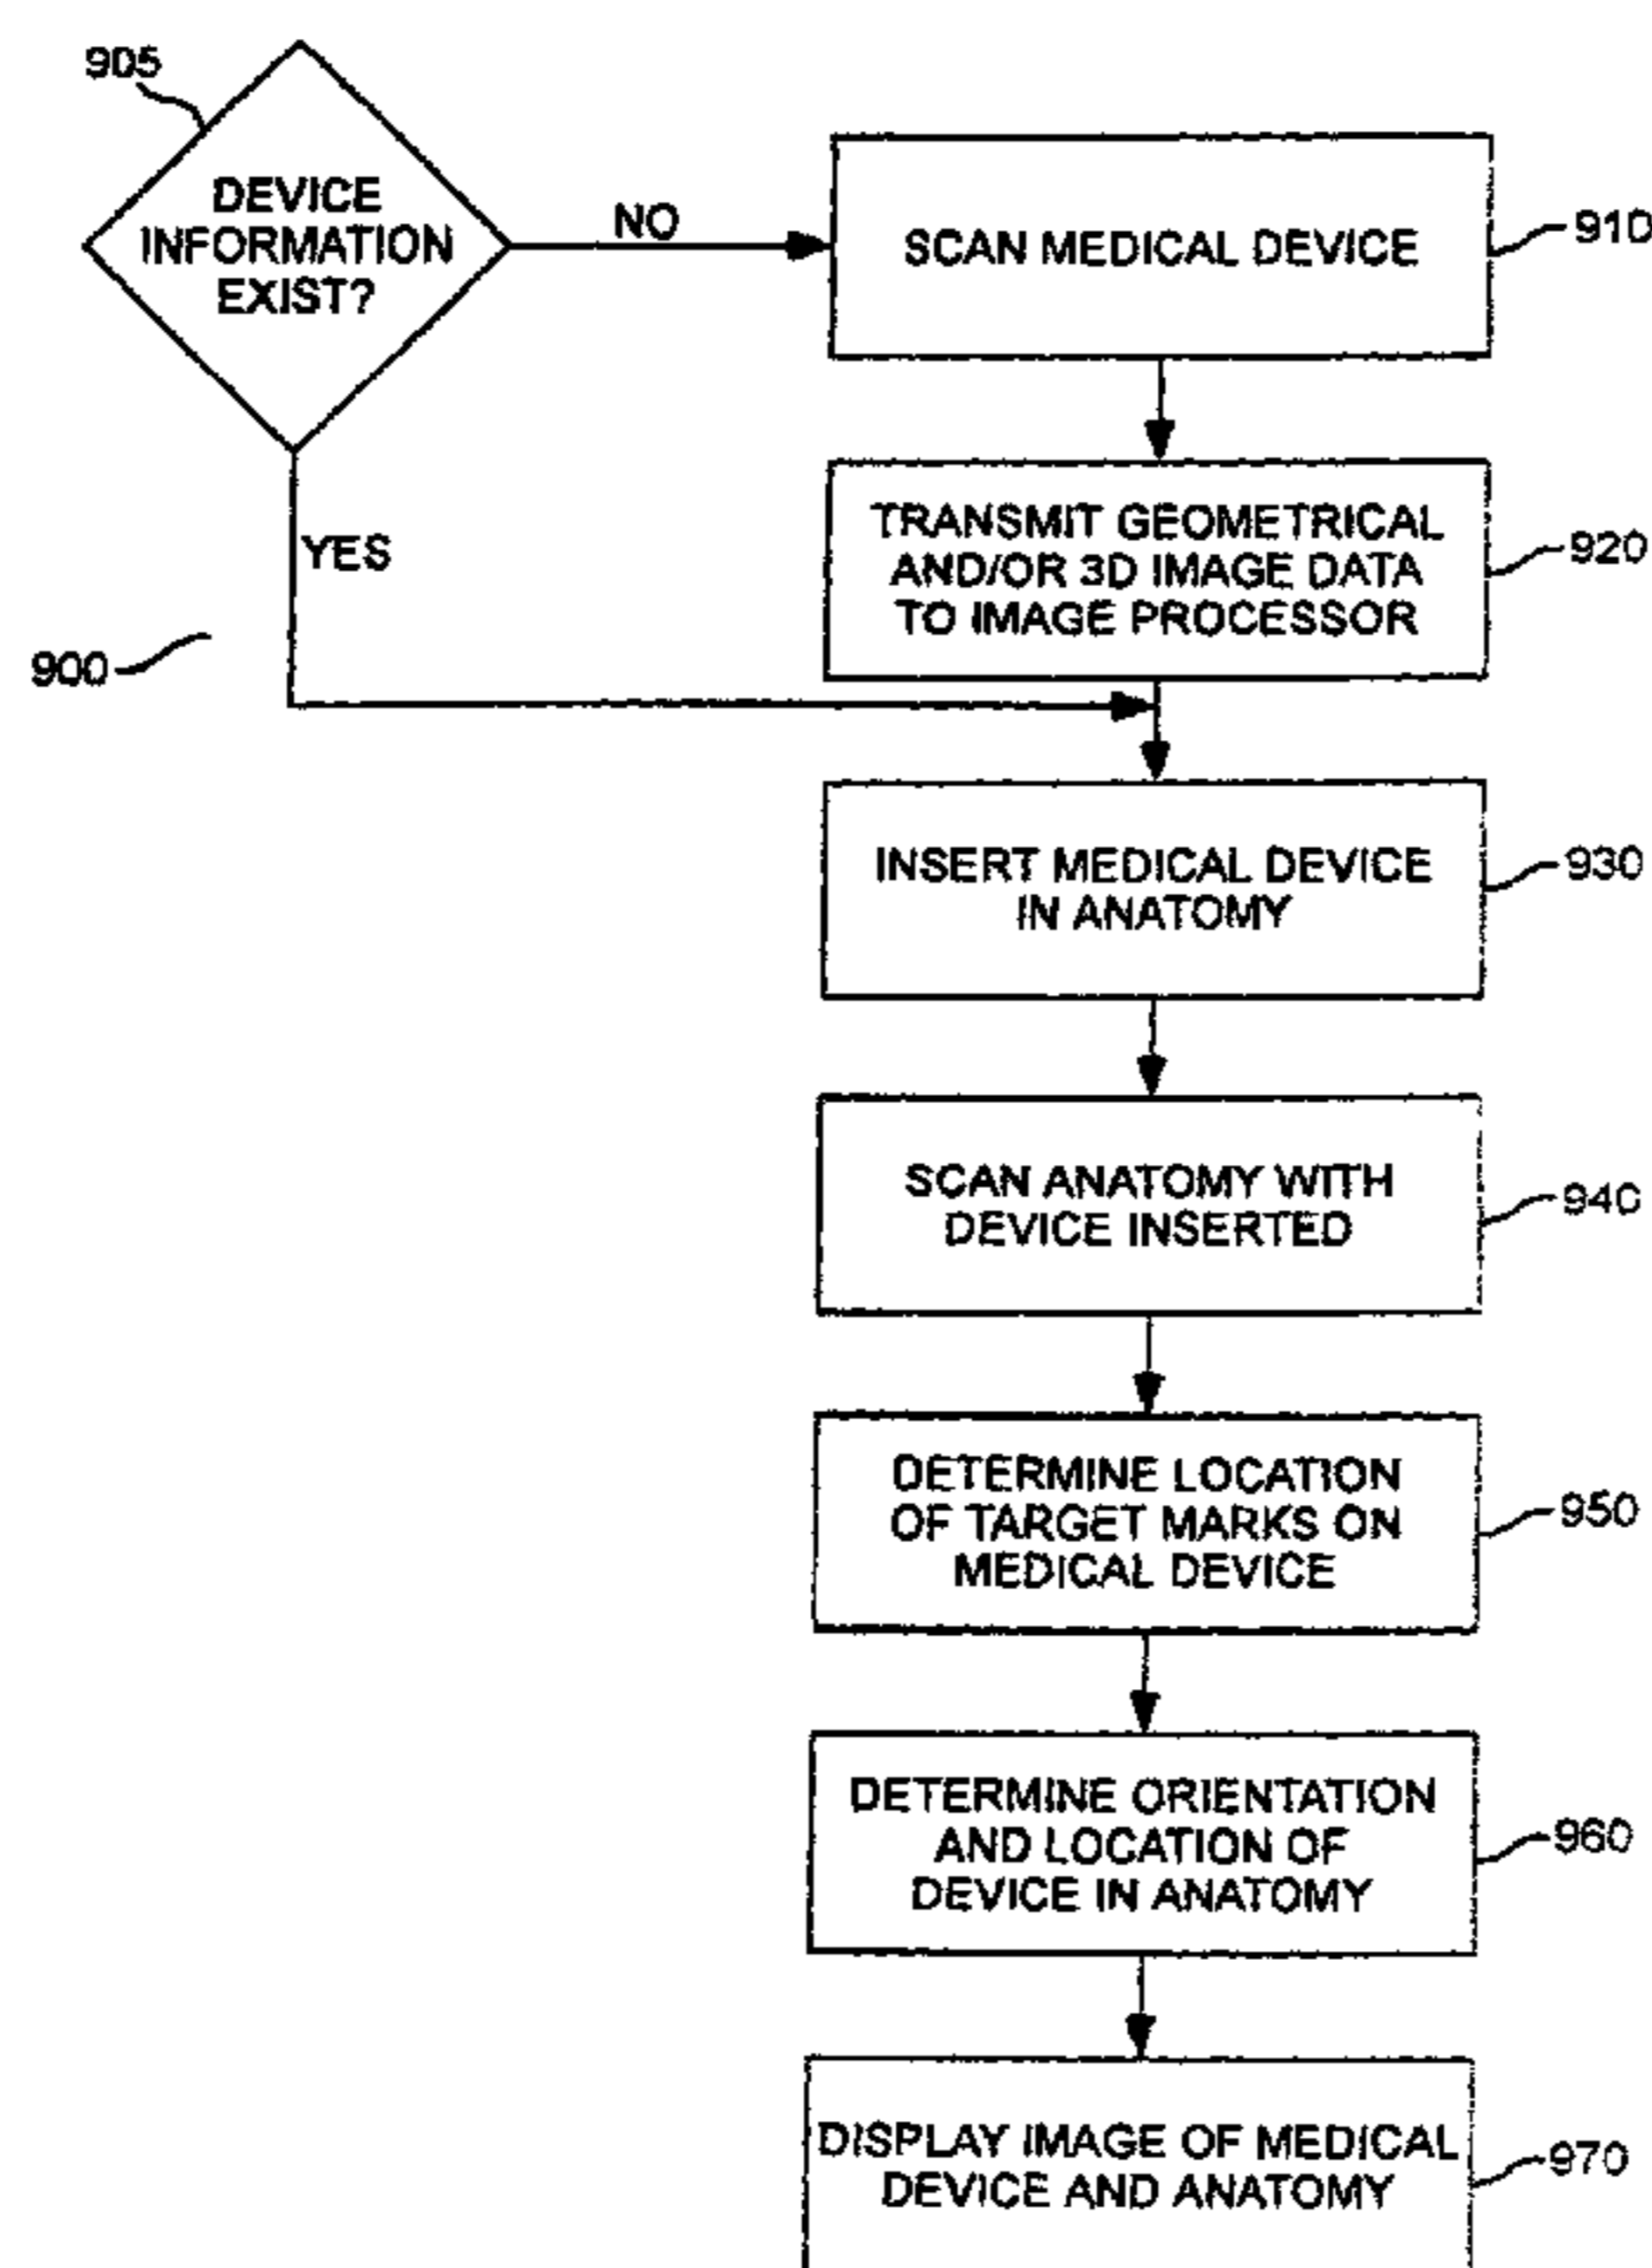 905
DEVICE
INFORMATION
EXIST?
NO
SCAN MEDICAL DEVICE
910
TRANSMIT GEOMETRICAL
AND/OR 3D IMAGE DATA
TO IMAGE PROCESSOR
920
YES
900
INSERT MEDICAL DEVICE
IN ANATOMY
930
SCAN ANATOMY WITH
DEVICE INSERTED
940
DETERMINE LOCATION
OF TARGET MARKS ON
MEDICAL DEVICE
950
DETERMINE ORIENTATION
AND LOCATION OF
DEVICE IN ANATOMY
960
DISPLAY IMAGE OF MEDICAL
DEVICE AND ANATOMY
970